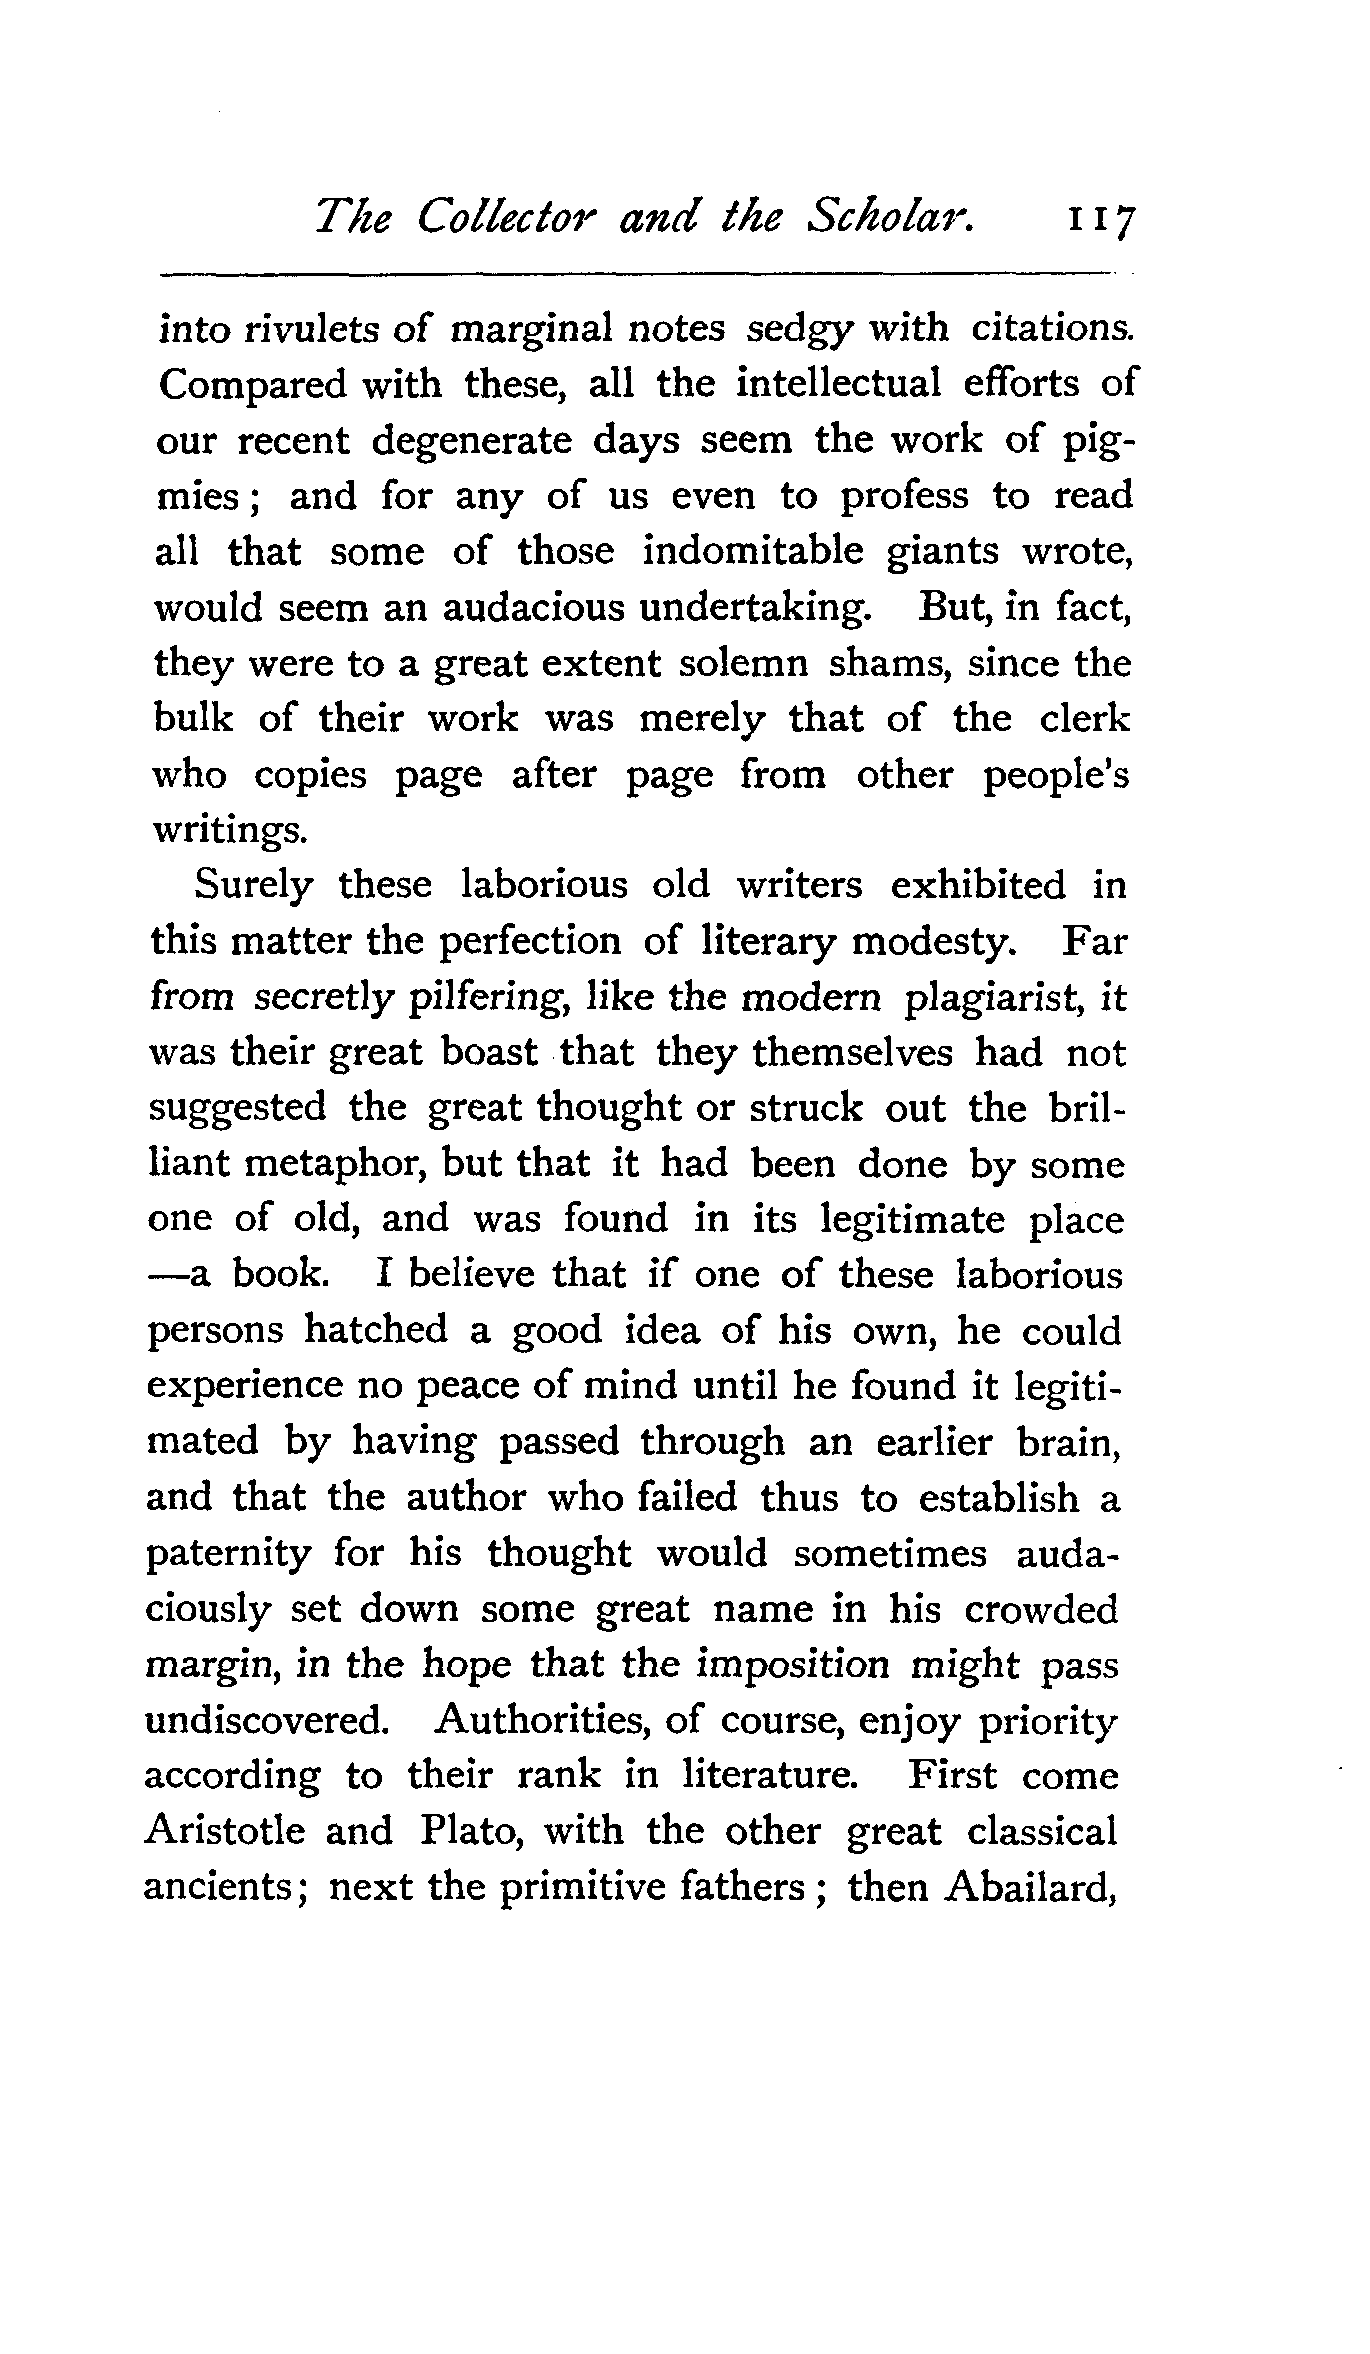 The Collector and the Scholar. 117
into rivulets of marginal notes sedgy with citations.
Compared with these, all the intellectual efforts of
our recent degenerate days seem the work of pig-
mies ; and for any of us even to profess to read
all that some of those indomitable giants wrote,
would seem an audacious undertaking. But, in fact,
they were to a great extent solemn shams, since the
bulk of their work was merely that of the clerk
who copies page after page from other people's
writings.
Surely these laborious old writers exhibited in
this matter the perfection of literary modesty. Far
from secretly pilfering, like the modern plagiarist, it
was their great boast that they themselves had not
suggested the great thought or struck out the bril-
liant metaphor, but that it had been done by some
one of old, and was found in its legitimate place
—a book. I believe that if one of these laborious
persons hatched a good idea of his own, he could
experience no peace of mind until he found it legiti-
mated by having passed through an earlier brain,
and that the author who failed thus to establish a
paternity for his thought would sometimes auda-
ciously set down some great name in his crowded
margin, in the hope that the imposition might pass
undiscovered. Authorities, of course, enjoy priority
according to their rank in literature. First come
Aristotle and Plato, with the other great classical
ancients; next the primitive fathers ; then Abailard,